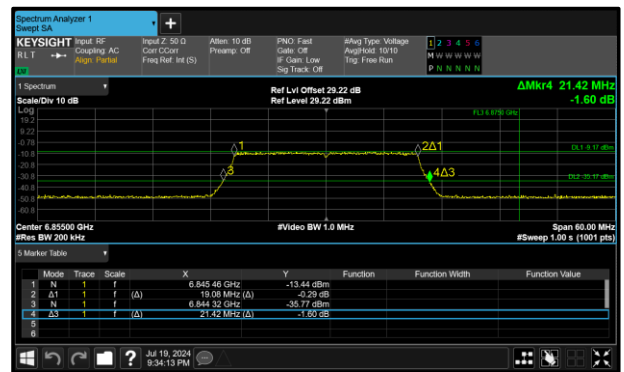 Spectrum Analyzer 1
Swept SA
+
KEYSIGHT Input: RF Input Z: 50 Ω Atten: 10 dB PNO: Fast #Avg Type: Voltage 1 2 3 4 5 6
RLT Coupling: AC Corr CCorr Preamp: Off Gate: Off Avg|Hold: 10/10 M W W W W W
Align: Partial Freq Ref: Int (S) IF Gain: Low Trig: Free Run P N N N N N
Sig Track: Off
1 Spectrum Ref Lvl Offset 29.22 dB ΔMkr4 21.42 MHz
Scale/Div 10 dB Ref Level 29.22 dBm -1.60 dB
Log
19.2 FL3 6.8750 GHz
9.22
-0.78 1 2Δ1 DL1 -9.17 dBm
-10.8
-20.8
-30.8 3 4Δ3 DL2 -35.17 dBm
-40.8
-50.8
-60.8
Center 6.85500 GHz #Video BW 1.0 MHz Span 60.00 MHz
#Res BW 200 kHz #Sweep 1.00 s (1001 pts)
5 Marker Table
Mode Trace Scale X Y Function Function Width Function Value
1 N 1 f 6.845 46 GHz -13.44 dBm
2 Δ1 1 f (Δ) 19.08 MHz (Δ) -0.29 dB
3 N 1 f 6.844 32 GHz -35.77 dBm
4 Δ3 1 f (Δ) 21.42 MHz (Δ) -1.60 dB
5
6
? Jul 19, 2024
9:34:13 PM